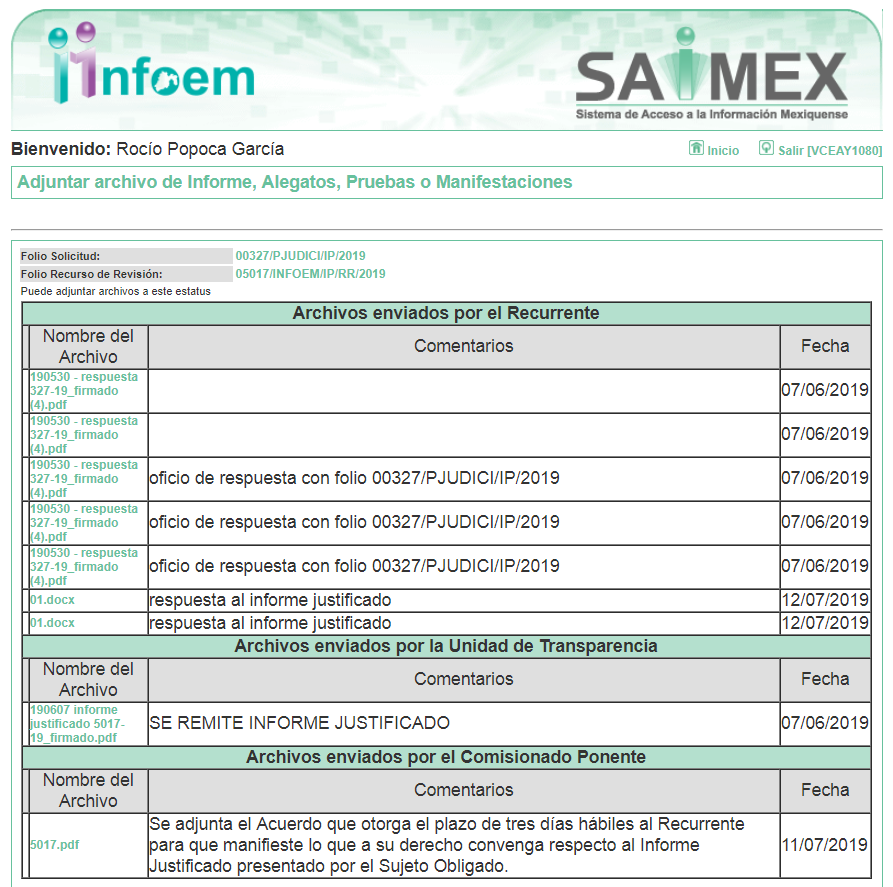 infoem
SAIMEX
Sistema de Acceso a la Información Mexiquense
Bienvenido: Rocío Popoca García
Inicio Salir [VCEAY1080]
Adjuntar archivo de Informe, Alegatos, Pruebas o Manifestaciones
Folio Solicitud: 00327/PJUDICI/IP/2019
Folio Recurso de Revisión: 05017/INFOEM/IP/RR/2019
Puede adjuntar archivos a este estatus
Archivos enviados por el Recurrente
Nombre del
Archivo
Comentarios
Fecha
190530 - respuesta
327-19_firmado
(4).pdf
07/06/2019
190530 - respuesta
327-19_firmado
(4).pdf
07/06/2019
190530 - respuesta
327-19_firmado
(4).pdf
oficio de respuesta con folio 00327/PJUDICI/IP/2019
07/06/2019
190530 - respuesta
327-19_firmado
(4).pdf
oficio de respuesta con folio 00327/PJUDICI/IP/2019
07/06/2019
190530 - respuesta
327-19_firmado
(4).pdf
oficio de respuesta con folio 00327/PJUDICI/IP/2019
07/06/2019
01.docx
respuesta al informe justificado
12/07/2019
01.docx
respuesta al informe justificado
12/07/2019
Archivos enviados por la Unidad de Transparencia
Nombre del
Archivo
Comentarios
Fecha
190607 informe
justificado 5017-
19_firmado.pdf
SE REMITE INFORME JUSTIFICADO
07/06/2019
Archivos enviados por el Comisionado Ponente
Nombre del
Archivo
Comentarios
Fecha
5017.pdf
Se adjunta el Acuerdo que otorga el plazo de tres días hábiles al Recurrente
para que manifieste lo que a su derecho convenga respecto al Informe
Justificado presentado por el Sujeto Obligado.
11/07/2019